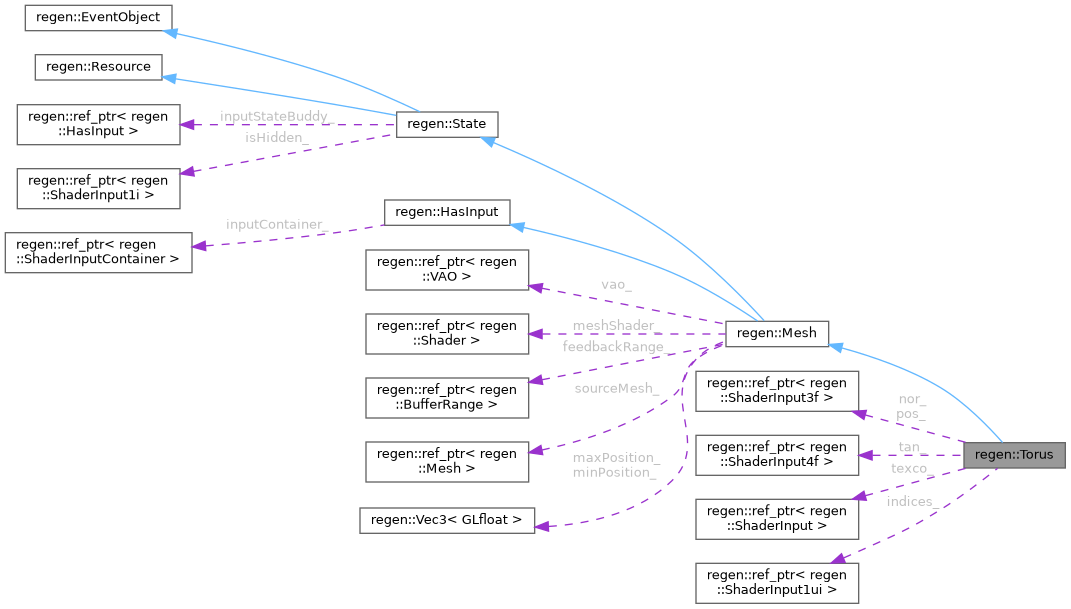 regen::EventObject
regen::Resource
regen::ref_ptr< regen
::HasInput >
inputStateBuddy_
regen::State
isHidden_
regen::ref_ptr< regen
::ShaderInput1i >
regen::HasInput
inputContainer_
regen::ref_ptr< regen
::ShaderInputContainer >
regen::ref_ptr< regen
::VAO >
vao_
regen::ref_ptr< regen
::Shader >
meshShader_
regen::Mesh
feedbackRange_
regen::ref_ptr< regen
::BufferRange >
sourceMesh_
regen::ref_ptr< regen
::ShaderInput3f >
nor_
pos_
regen::ref_ptr< regen
::Mesh >
maxPosition_
minPosition_
regen::ref_ptr< regen
::ShaderInput4f >
tan_
regen::Torus
texco_
regen::Vec3< GLfloat >
regen::ref_ptr< regen
::ShaderInput >
indices_
regen::ref_ptr< regen
::ShaderInput1ui >